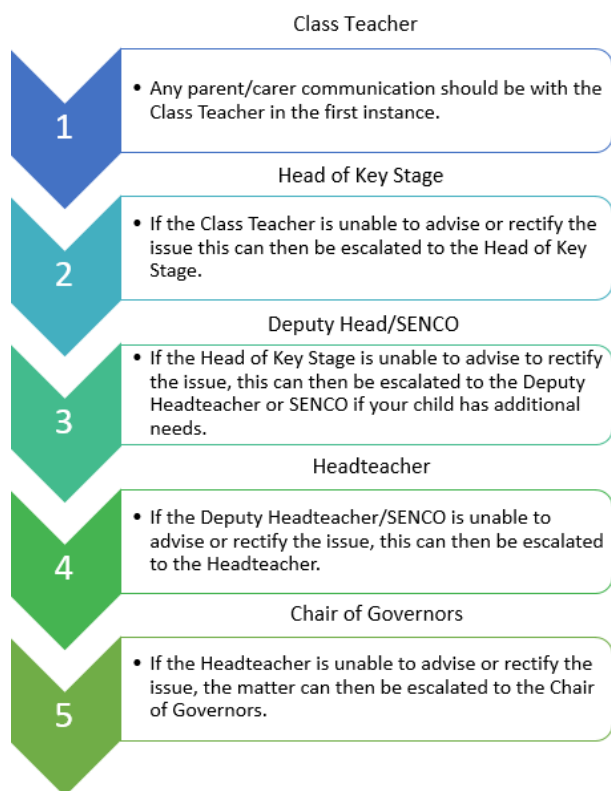 Class Teacher
1
• Any parent/carer communication should be with the
Class Teacher in the first instance.
Head of Key Stage
2
• If the Class Teacher is unable to advise or rectify the
issue this can then be escalated to the Head of Key
Stage.
Deputy Head/SENCO
3
• If the Head of Key Stage is unable to advise to rectify
the issue, this can then be escalated to the Deputy
Headteacher or SENCO if your child has additional
needs.
Headteacher
4
• If the Deputy Headteacher/SENCO is unable to
advise or rectify the issue, this can then be escalated
to the Headteacher.
Chair of Governors
5
• If the Headteacher is unable to advise or rectify the
issue, the matter can then be escalated to the Chair
of Governors.